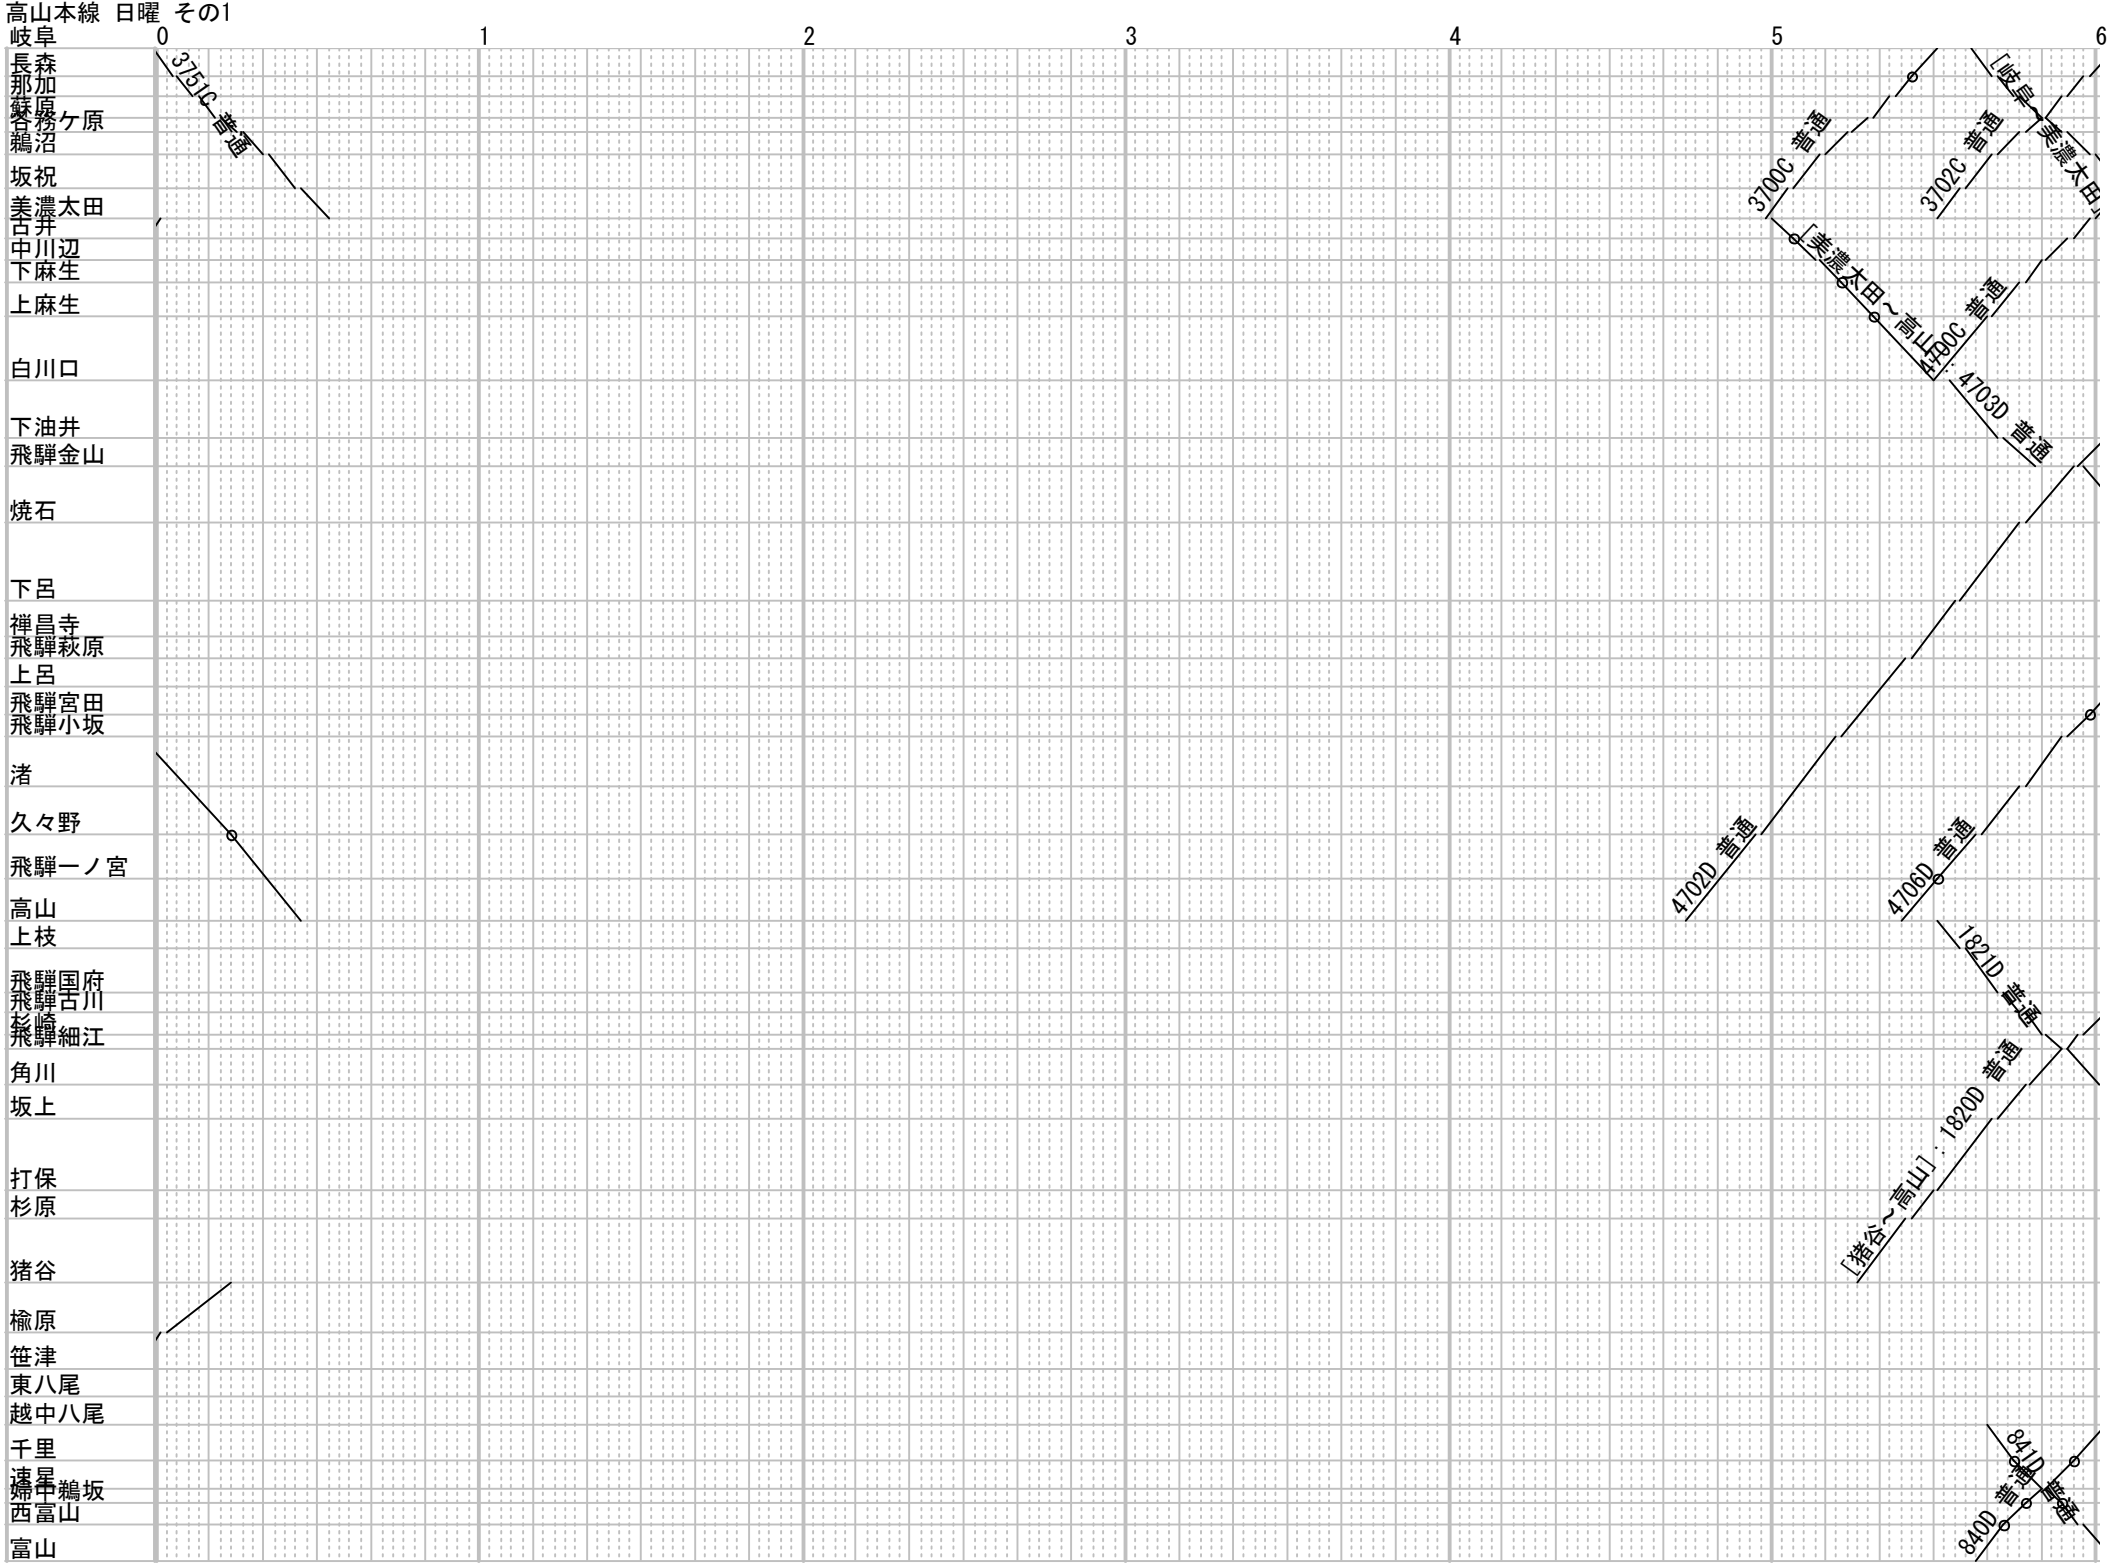 高山本線 日曜 その1
岐阜
0 1 2 3 4 5 6
長森
那加
蘇原
各務ケ原
鵜沼
坂祝
美濃太田
古井
中川辺
下麻生
上麻生
白川口
下油井
飛騨金山
焼石
下呂
禅昌寺
飛騨萩原
上呂
飛騨宮田
飛騨小坂
渚
久々野
飛騨一ノ宮
高山
上枝
飛騨国府
飛騨古川
杉崎
飛騨細江
角川
坂上
打保
杉原
猪谷
楡原
笹津
東八尾
越中八尾
千里
速星
婦中鵜坂
西富山
富山
3751C 普通
3700C 普通
3702C 普通
[岐阜～美濃太田]
[美濃太田～高山]: 4703D 普通
4700C 普通
4702D 普通
4706D 普通
1821D 普通
[猪谷～高山]: 1820D 普通
841D 普通
840D 普通